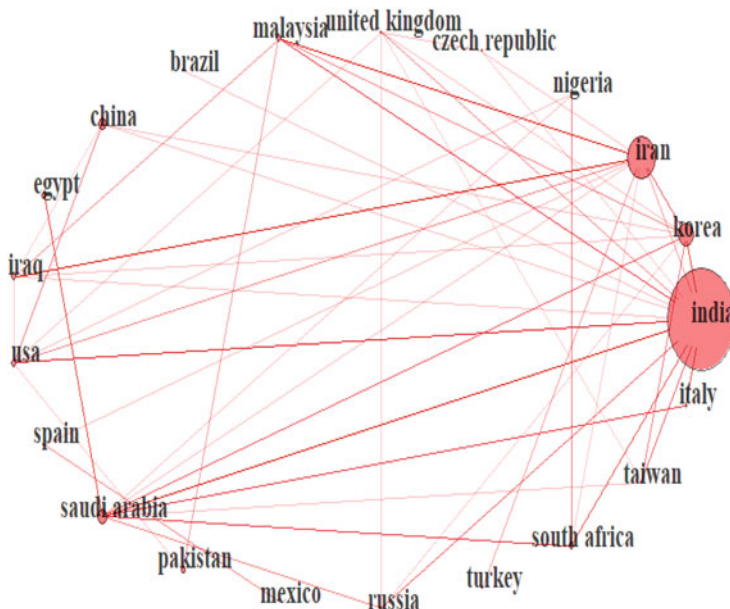 malaysia
united kingdom
czech republic
brazil
nigeria
china
iran
egypt
korea
iraq
india
usa
italy
spain
taiwan
saudi arabia
south africa
pakistan
turkey
mexico
russia